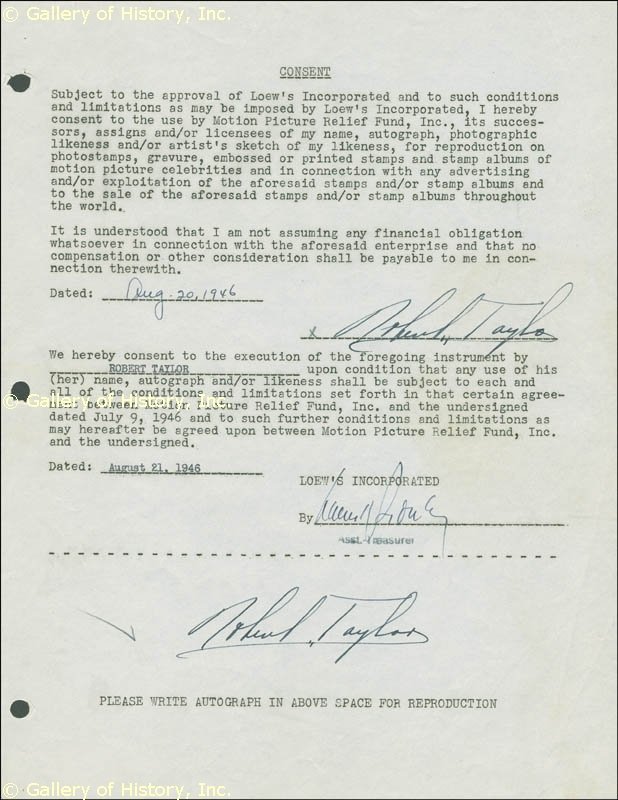 © Gallery of History, Inc.
© Gallery of History, Inc.
CONSENT
Subject to the approval of Loew's Incorporated and to such conditions
and limitations as may be imposed by Loew's Incorporated, I hereby
consent to the use by Motion Picture Relief Fund, Inc., its succes-
sors, assigns and/or licensees of my name, autograph, photographic
likeness and/or artist's sketch of my likeness, for reproduction on
photostamps, gravure, embossed or printed stamps and stamp albums of
motion picture celebrities and in connection with any advertising
and/or exploitation of the aforesaid stamps and/or stamp albums and
to the sale of the aforesaid stamps and/or stamp albums throughout
the world.
It is understood that I am not assuming any financial obligation
whatsoever in connection with the aforesaid enterprise and that no
compensation or other consideration shall be payable to me in con-
nection therewith.
Dated: Aug. 20, 1946
x Robert Taylor
We hereby consent to the execution of the foregoing instrument by
ROBERT TAYLOR upon condition that any use of his
(her) name, autograph and/or likeness shall be subject to each and
all of the conditions and limitations set forth in that certain agree-
© Gallery of History, Inc.
© Gallery of History, Inc.
ment between Motion Picture Relief Fund, Inc. and the undersigned
dated July 9, 1946 and to such further conditions and limitations as
may hereafter be agreed upon between Motion Picture Relief Fund, Inc.
and the undersigned.
Dated: August 21, 1946
LOEW'S INCORPORATED
By
Asst. Treasurer
Robert Taylor
PLEASE WRITE AUTOGRAPH IN ABOVE SPACE FOR REPRODUCTION
© Gallery of History, Inc.
© Gallery of History, Inc.